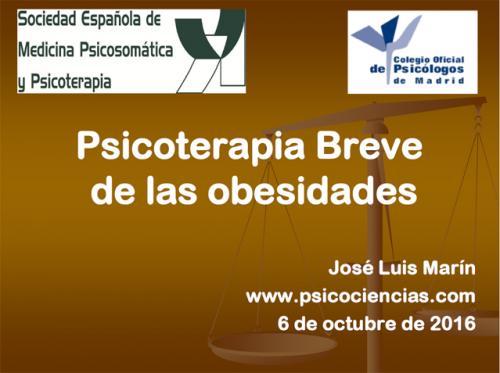 Sociedad Española de
Medicina Psicosomática
y Psicoterapia
Colegio Oficial
de Psicólogos
de Madrid
Psicoterapia Breve
de las obesidades
José Luis Marín
www.psicociencias.com
6 de octubre de 2016